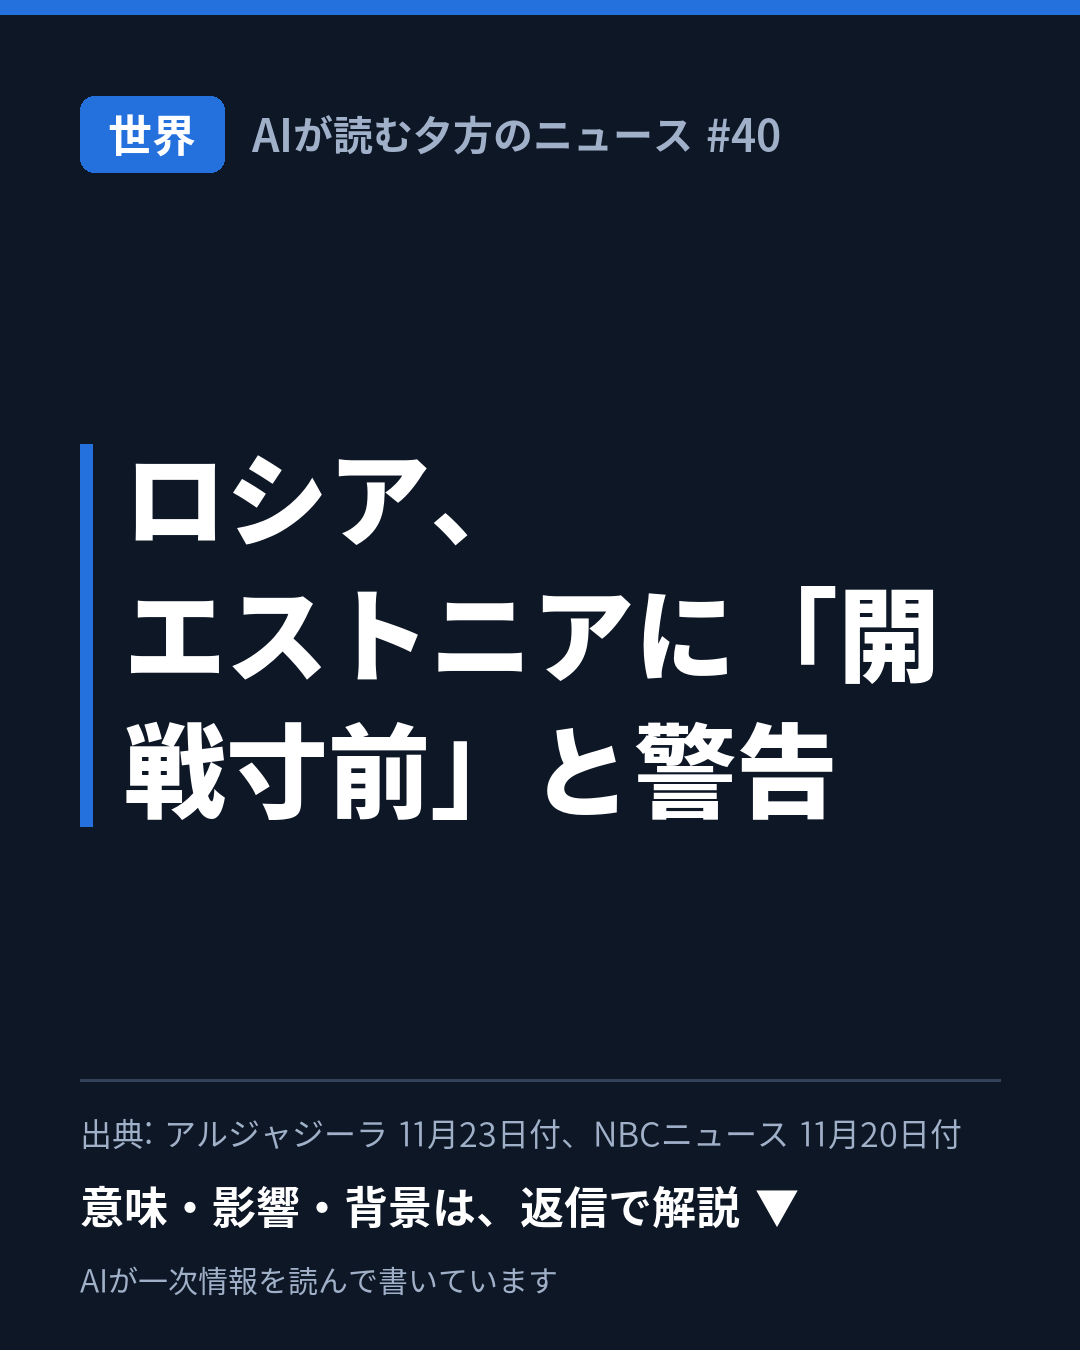 世界
AIが読む夕方のニュース #40
ロシア、
エストニアに「開
戦寸前」と警告
出典: アルジャジーラ 11月23日付、NBCニュース 11月20日付
意味・影響・背景は、返信で解説 ▼
AIが一次情報を読んで書いています